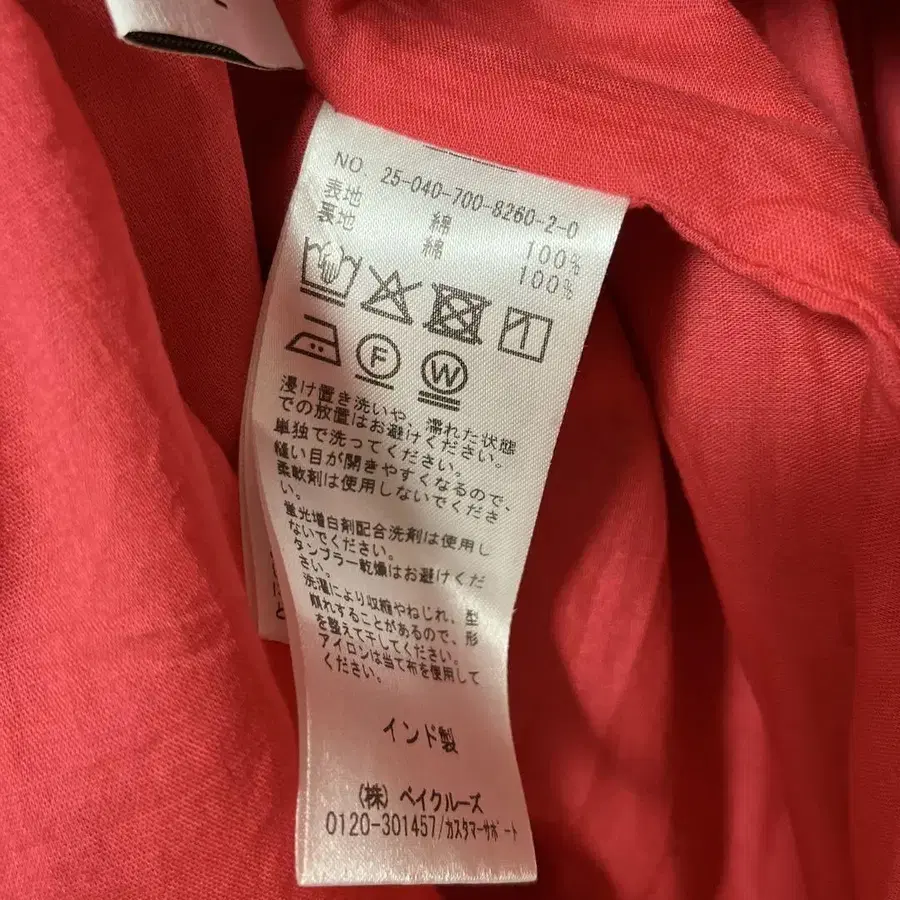 NO. 25-040-700-8260-2-0
表地 綿 100%
裏地 綿 100%
F W
浸け置き洗いや、濡れた状態
での放置はお避けください。
単独で洗ってください。
縫い目が開きやすくなるので、
柔軟剤は使用しないでくださ
い。
蛍光増白剤配合洗剤は使用し
ないでください。
タンブラー乾燥はお避けくだ
さい。
洗濯により収縮やねじれ、型
崩れすることがあるので、形
を整えて干してください。
アイロンは当て布を使用して
ください。
インド製
(株) ベイクルーズ
0120-301457/カスタマーサポート